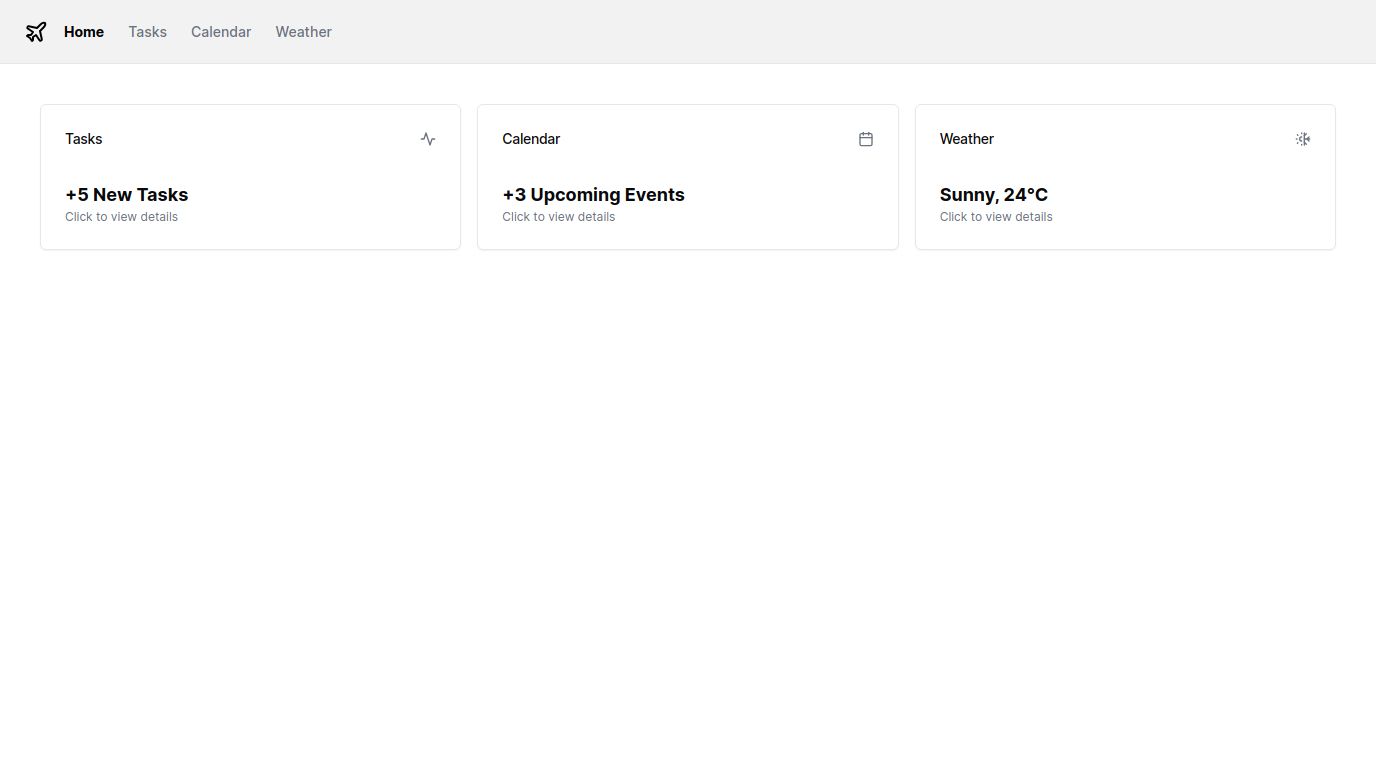 Home Tasks Calendar Weather
Tasks
+5 New Tasks
Click to view details
Calendar
+3 Upcoming Events
Click to view details
Weather
Sunny, 24°C
Click to view details